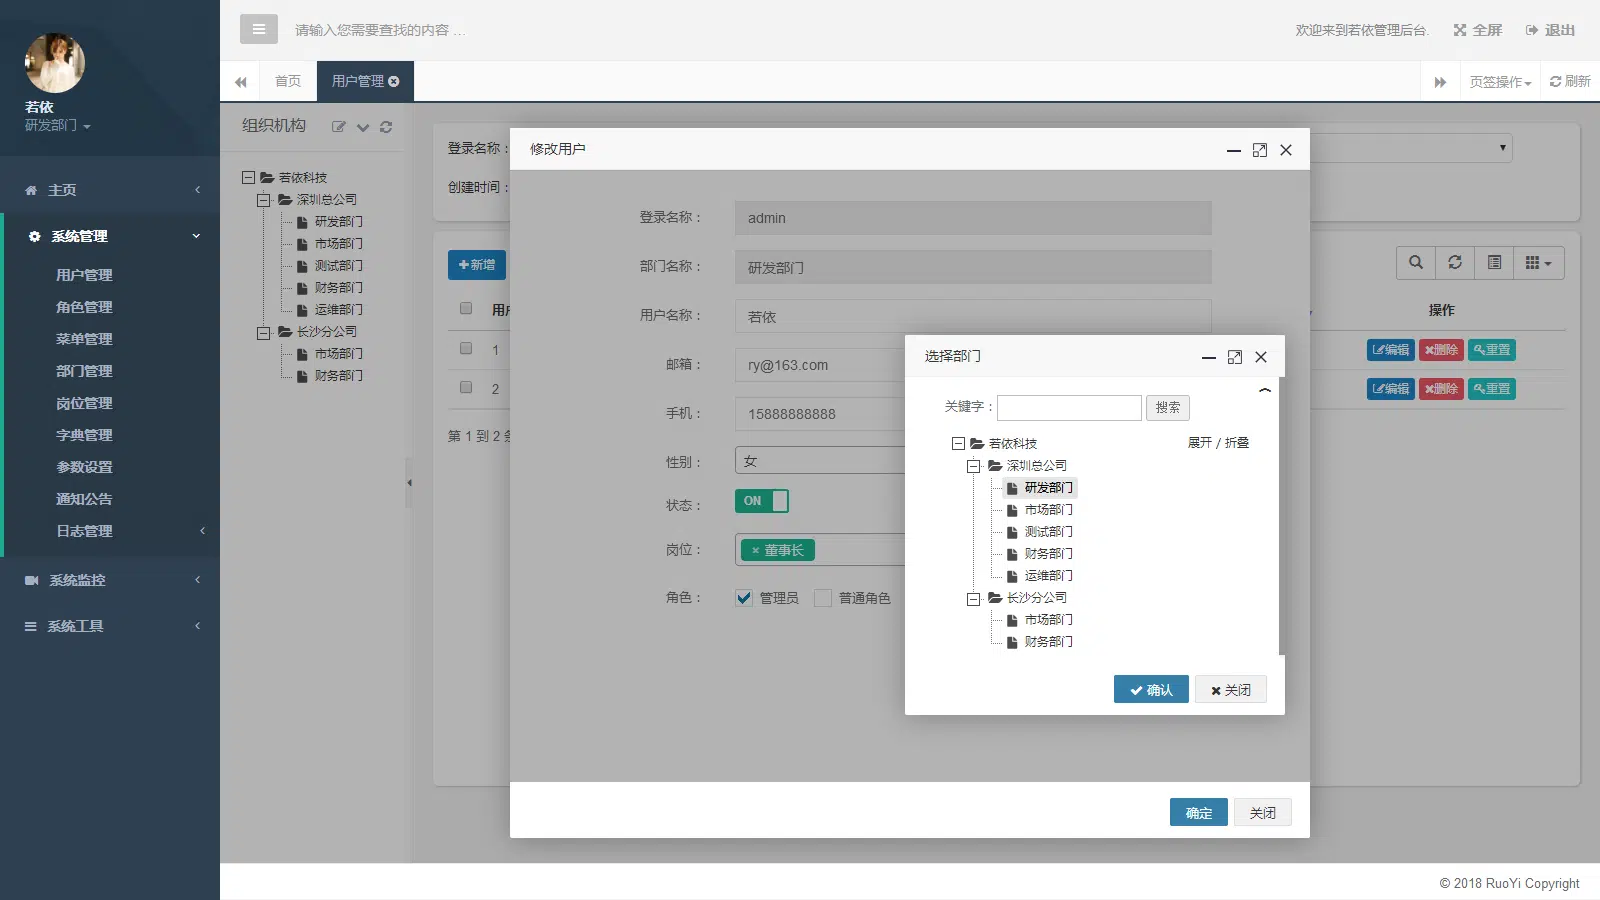 若依
研发部门
主页
系统管理
用户管理
角色管理
菜单管理
部门管理
岗位管理
字典管理
参数设置
通知公告
日志管理
系统监控
系统工具
请输入您需要查找的内容 …
欢迎来到若依管理后台.
全屏
退出
首页
用户管理
页签操作
刷新
组织机构
若依科技
深圳总公司
研发部门
市场部门
测试部门
财务部门
运维部门
长沙分公司
市场部门
财务部门
登录名称：
创建时间：
新增
1
2
第 1 到 2
操作
编辑 删除 重置
编辑 删除 重置
修改用户
登录名称： admin
部门名称： 研发部门
用户名称： 若依
邮箱： ry@163.com
手机： 15888888888
性别： 女
状态： ON
岗位： × 董事长
角色： 管理员 普通角色
确定 关闭
选择部门
关键字： 搜索
展开 / 折叠
若依科技
深圳总公司
研发部门
市场部门
测试部门
财务部门
运维部门
长沙分公司
市场部门
财务部门
确认 关闭
© 2018 RuoYi Copyright